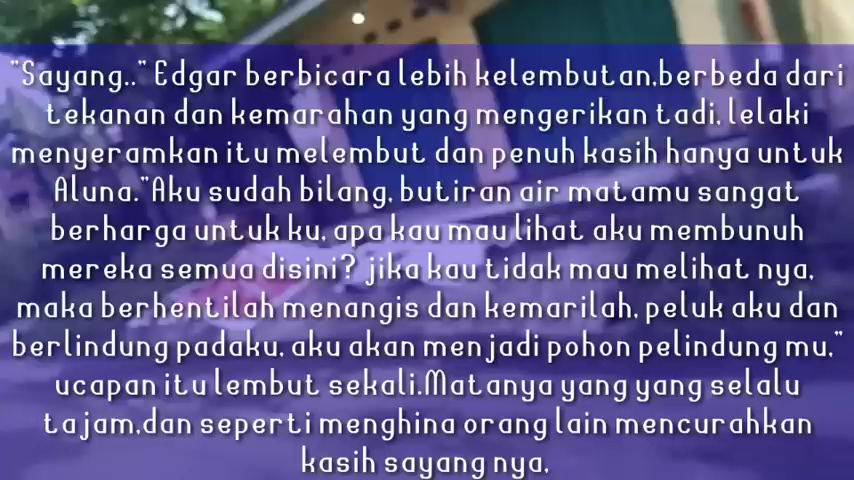 "Sayang.." Edgar berbicara lebih kelembutan,berbeda dari
tekanan dan kemarahan yang mengerikan tadi, lelaki
menyeramkan itu melembut dan penuh kasih hanya untuk
Aluna."Aku sudah bilang, butiran air matamu sangat
berharga untuk ku, apa kau mau lihat aku membunuh
mereka semua disini? jika kau tidak mau melihat nya,
maka berhentilah menangis dan kemarilah, peluk aku dan
berlindung padaku, aku akan menjadi pohon pelindung mu,"
ucapan itu lembut sekali.Matanya yang yang selalu
tajam,dan seperti menghina orang lain mencurahkan
kasih sayang nya,